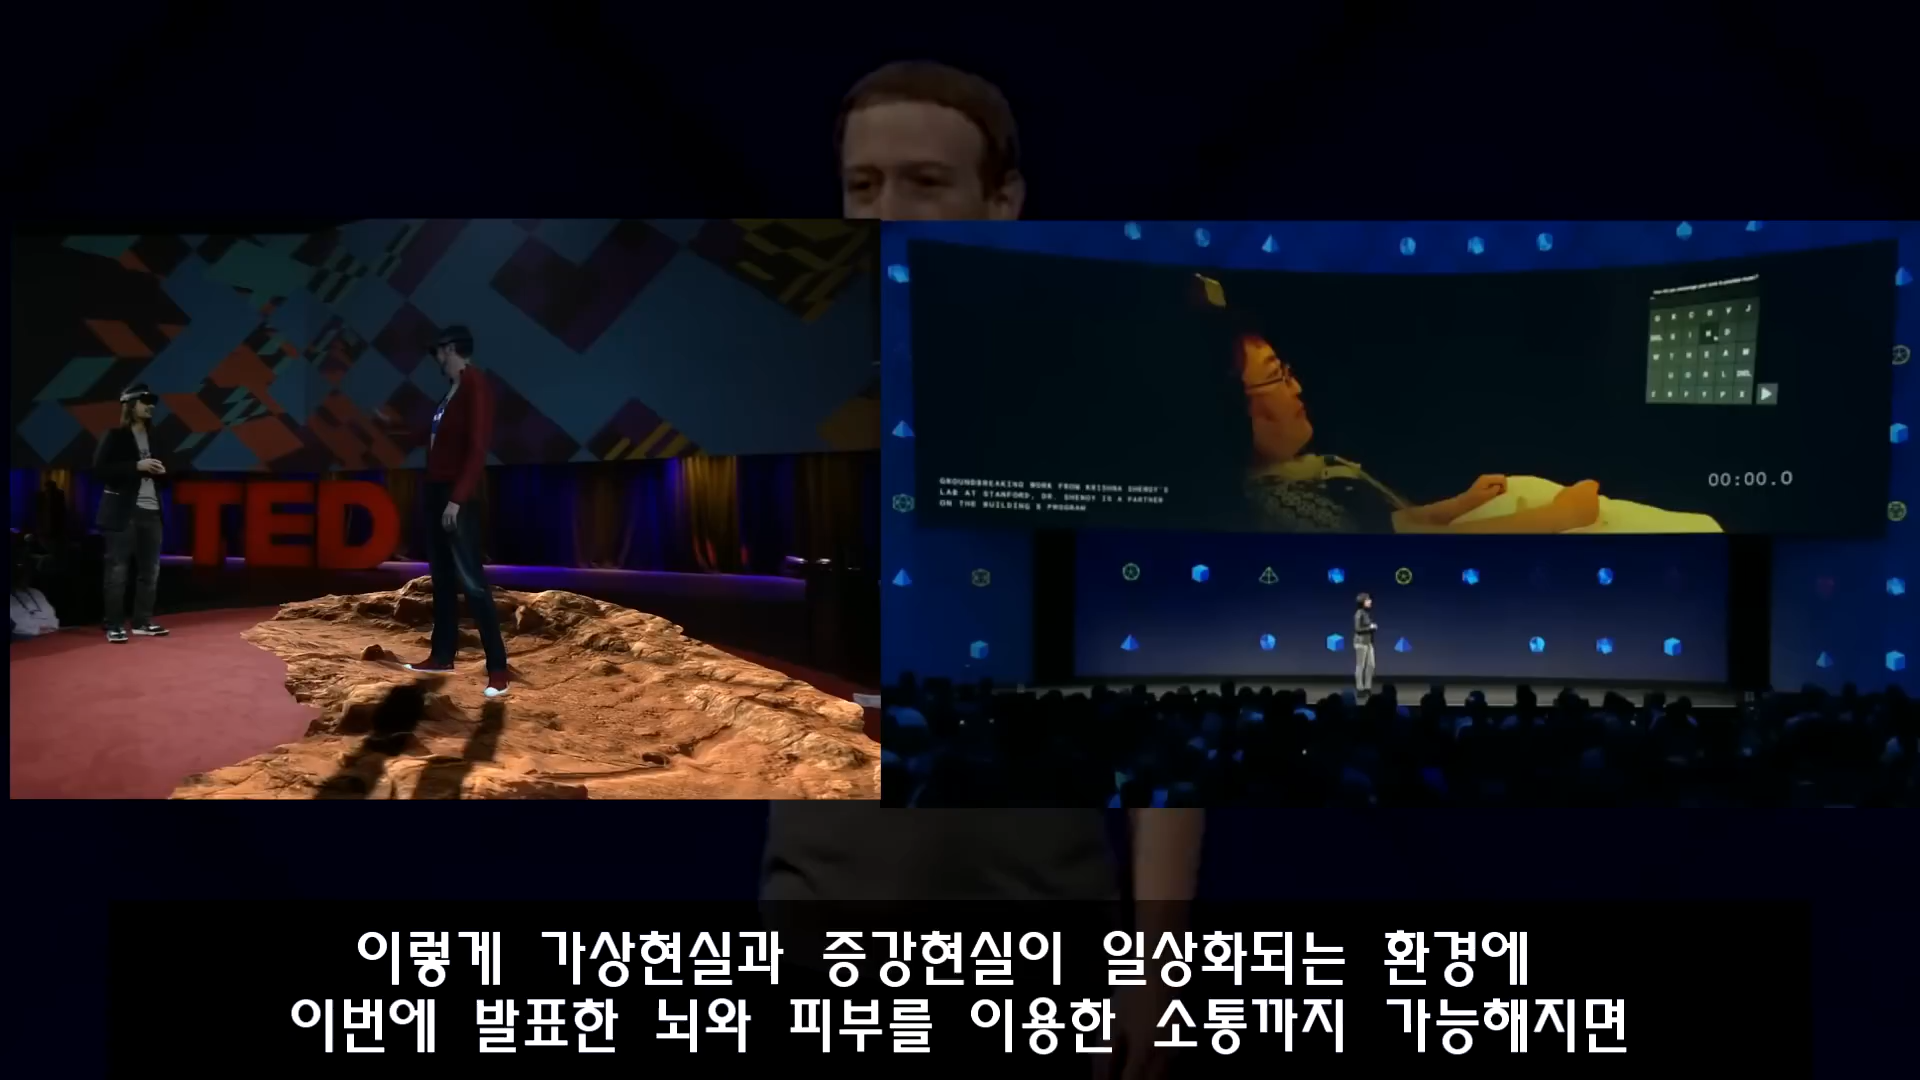 TED
GROUNDBREAKING WORK FROM KRISHNA SHENOY'S
LAB AT STANFORD, DR. SHENOY IS A PARTNER
ON THE BUILDING 8 PROGRAM
00:00.0
이렇게 가상현실과 증강현실이 일상화되는 환경에
이번에 발표한 뇌와 피부를 이용한 소통까지 가능해지면